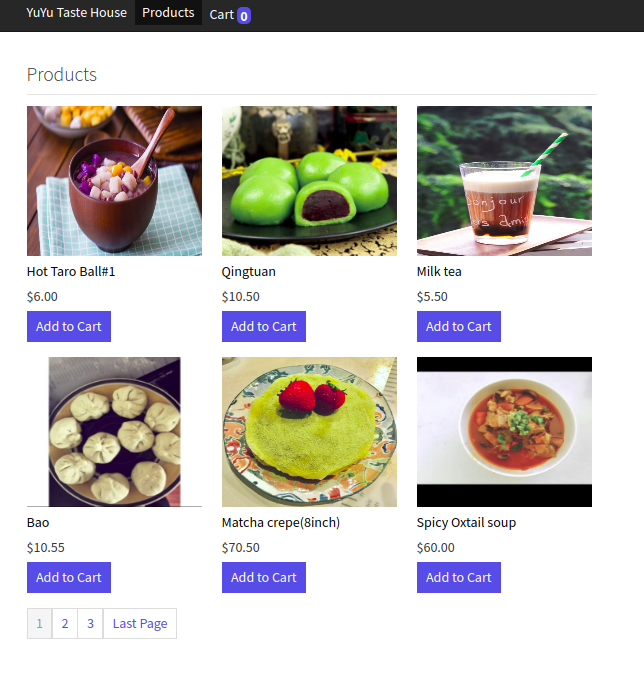 YuYu Taste House Products Cart 0
Products
bonjour
Hot Taro Ball#1 Qingtuan Milk tea
$6.00 $10.50 $5.50
Add to Cart Add to Cart Add to Cart
Bao Matcha crepe(8inch) Spicy Oxtail soup
$10.55 $70.50 $60.00
Add to Cart Add to Cart Add to Cart
1 2 3 Last Page